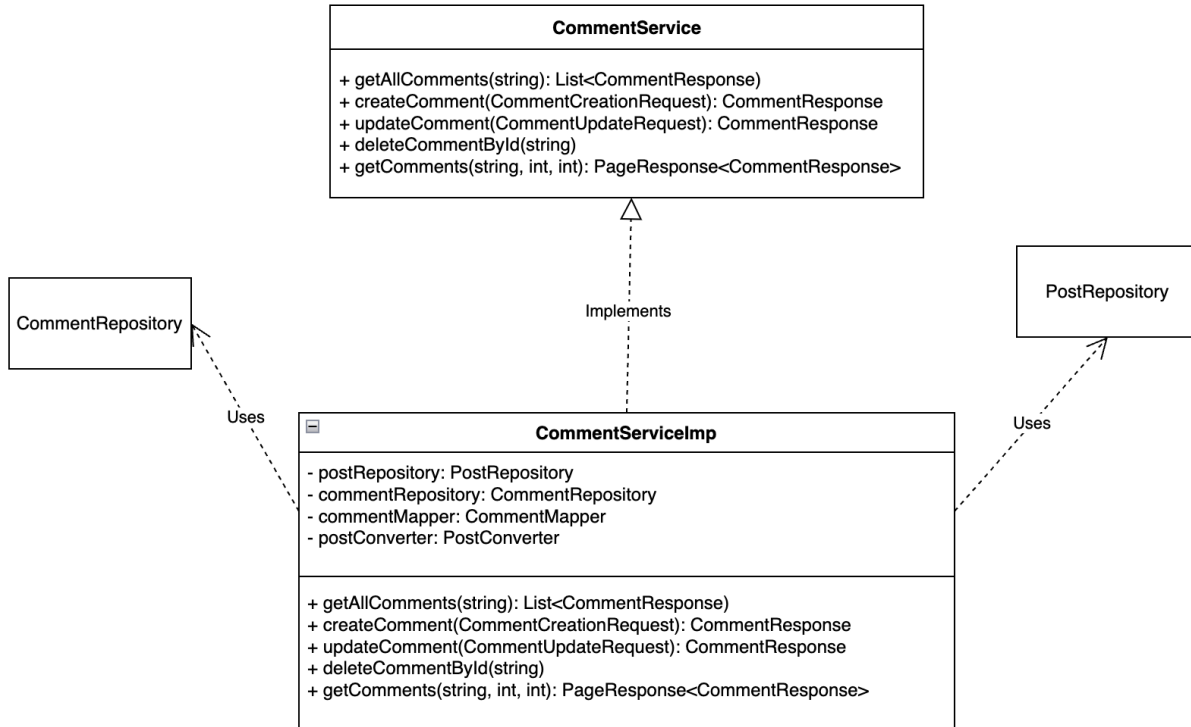 CommentService
+ getAllComments(string): List<CommentResponse)
+ createComment(CommentCreationRequest): CommentResponse
+ updateComment(CommentUpdateRequest): CommentResponse
+ deleteCommentById(string)
+ getComments(string, int, int): PageResponse<CommentResponse>
PostRepository
CommentRepository
Implements
Uses
Uses
CommentServiceImp
- postRepository: PostRepository
- commentRepository: CommentRepository
- commentMapper: CommentMapper
- postConverter: PostConverter
+ getAllComments(string): List<CommentResponse)
+ createComment(CommentCreationRequest): CommentResponse
+ updateComment(CommentUpdateRequest): CommentResponse
+ deleteCommentById(string)
+ getComments(string, int, int): PageResponse<CommentResponse>